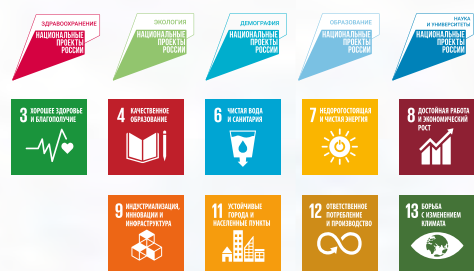 ЗДРАВООХРАНЕНИЕ
НАЦИОНАЛЬНЫЕ
ПРОЕКТЫ
РОССИИ
ЭКОЛОГИЯ
НАЦИОНАЛЬНЫЕ
ПРОЕКТЫ
РОССИИ
ДЕМОГРАФИЯ
НАЦИОНАЛЬНЫЕ
ПРОЕКТЫ
РОССИИ
ОБРАЗОВАНИЕ
НАЦИОНАЛЬНЫЕ
ПРОЕКТЫ
РОССИИ
НАУКА
И УНИВЕРСИТЕТЫ
НАЦИОНАЛЬНЫЕ
ПРОЕКТЫ
РОССИИ
3 ХОРОШЕЕ ЗДОРОВЬЕ
И БЛАГОПОЛУЧИЕ
4 КАЧЕСТВЕННОЕ
ОБРАЗОВАНИЕ
6 ЧИСТАЯ ВОДА
И САНИТАРИЯ
7 НЕДОРОГОСТОЯЩАЯ
И ЧИСТАЯ ЭНЕРГИЯ
8 ДОСТОЙНАЯ РАБОТА
И ЭКОНОМИЧЕСКИЙ
РОСТ
9 ИНДУСТРИАЛИЗАЦИЯ,
ИННОВАЦИИ И
ИНФРАСТРУКТУРА
11 УСТОЙЧИВЫЕ
ГОРОДА И
НАСЕЛЕННЫЕ ПУНКТЫ
12 ОТВЕТСТВЕННОЕ
ПОТРЕБЛЕНИЕ
И ПРОИЗВОДСТВО
13 БОРЬБА
С ИЗМЕНЕНИЕМ
КЛИМАТА